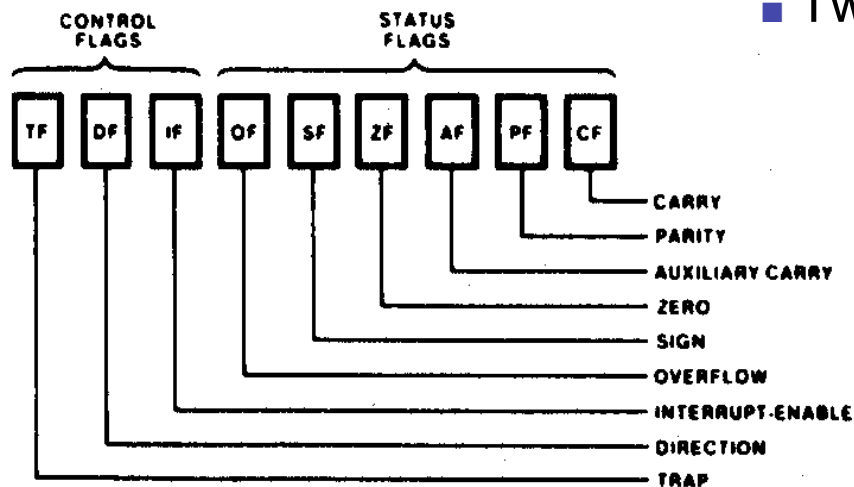 CONTROL
FLAGS
STATUS
FLAGS
TF DF IF OF SF ZF AF PF CF
CARRY
PARITY
AUXILIARY CARRY
ZERO
SIGN
OVERFLOW
INTERRUPT-ENABLE
DIRECTION
TRAP